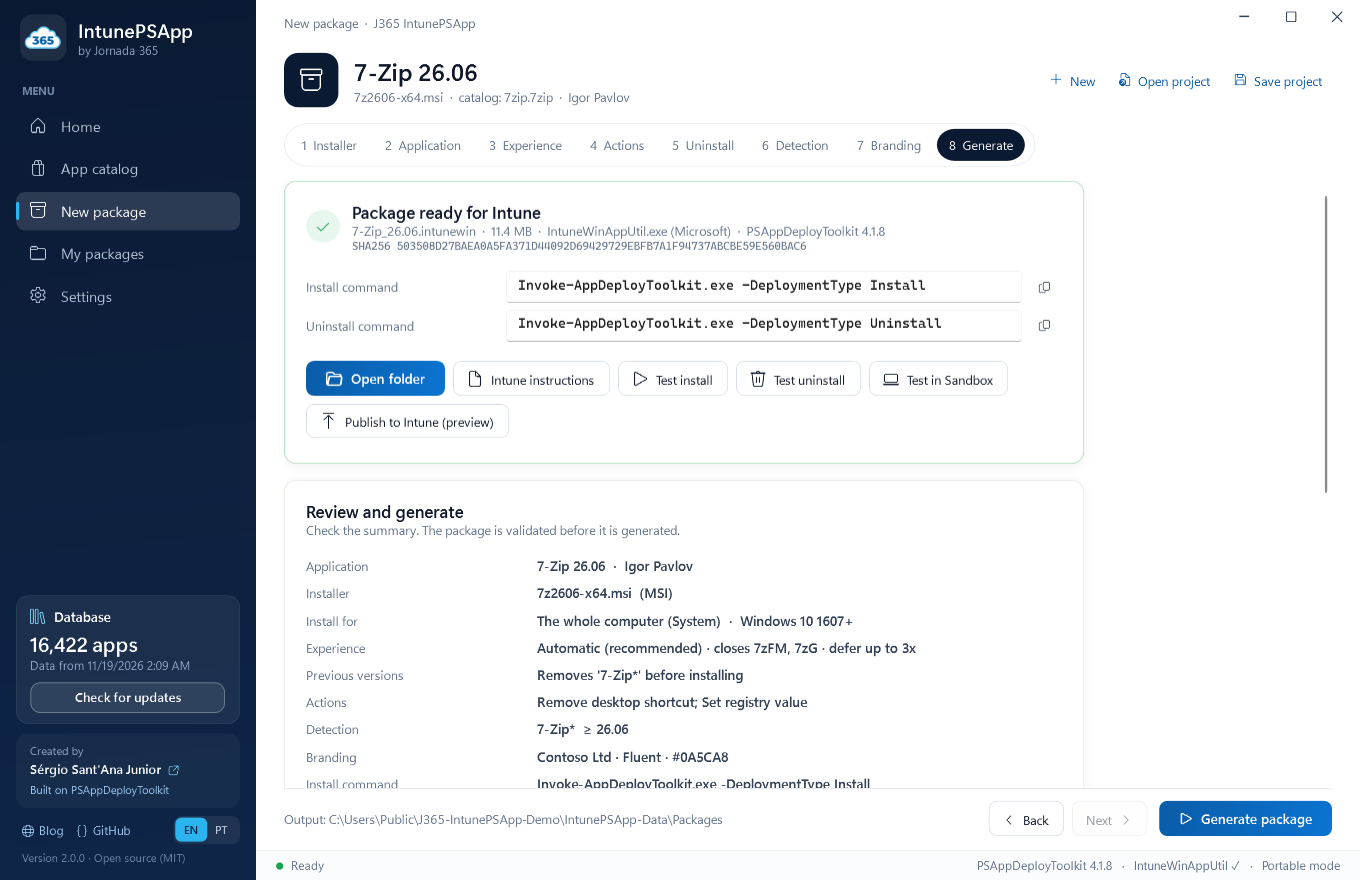 365
IntunePSApp
by Jornada 365
MENU
Home
App catalog
New package
My packages
Settings
Database
16,422 apps
Data from 11/19/2026 2:09 AM
Check for updates
Created by
Sérgio Sant'Ana Junior
Built on PSAppDeployToolkit
Blog {} GitHub EN PT
Version 2.0.0 · Open source (MIT)
New package · J365 IntunePSApp
7-Zip 26.06
7z2606-x64.msi · catalog: 7zip.7zip · Igor Pavlov
New Open project Save project
1 Installer 2 Application 3 Experience 4 Actions 5 Uninstall 6 Detection 7 Branding 8 Generate
Package ready for Intune
7-Zip_26.06.intunewin · 11.4 MB · IntuneWinAppUtil.exe (Microsoft) · PSAppDeployToolkit 4.1.8
SHA256 503508D27BAEA0A5FA371D44092D69429729EBFB7A1F94737ABCBE59E560BAC6
Install command Invoke-AppDeployToolkit.exe -DeploymentType Install
Uninstall command Invoke-AppDeployToolkit.exe -DeploymentType Uninstall
Open folder Intune instructions Test install Test uninstall Test in Sandbox
Publish to Intune (preview)
Review and generate
Check the summary. The package is validated before it is generated.
Application 7-Zip 26.06 · Igor Pavlov
Installer 7z2606-x64.msi (MSI)
Install for The whole computer (System) · Windows 10 1607+
Experience Automatic (recommended) · closes 7zFM, 7zG · defer up to 3x
Previous versions Removes '7-Zip*' before installing
Actions Remove desktop shortcut; Set registry value
Detection 7-Zip* ≥ 26.06
Branding Contoso Ltd · Fluent · #0A5CA8
Install command Invoke-AppDeployToolkit.exe -DeploymentType Install
Output: C:\Users\Public\J365-IntunePSApp-Demo\IntunePSApp-Data\Packages
Back Next Generate package
Ready
PSAppDeployToolkit 4.1.8 · IntuneWinAppUtil ✓ · Portable mode